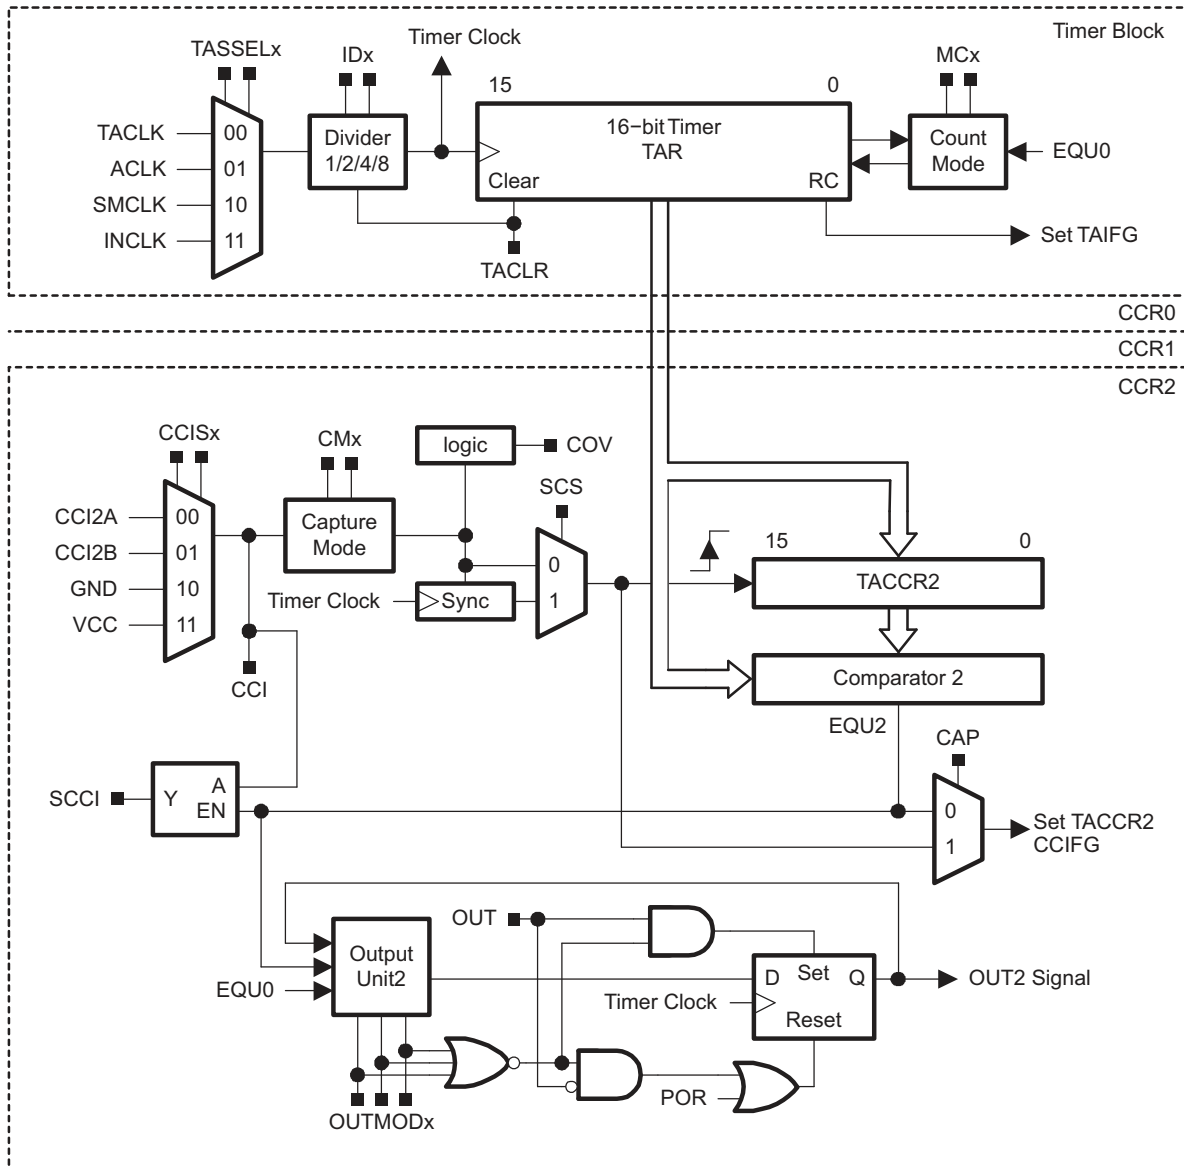 Timer Block
TASSELx
IDx
Timer Clock
MCx
15
0
TACLK
00
ACLK
01
SMCLK
10
INCLK
11
Divider
1/2/4/8
16−bit Timer
TAR
Clear
RC
Count
Mode
EQU0
Set TAIFG
TACLR
CCR0
CCR1
CCR2
CCISx
CMx
logic
COV
SCS
CCI2A
00
CCI2B
01
GND
10
VCC
11
Capture
Mode
0
1
Timer Clock
Sync
15
0
TACCR2
CCI
Comparator 2
EQU2
CAP
SCCI
Y
A
EN
0
1
Set TACCR2
CCIFG
OUT
Output
Unit2
EQU0
D
Set
Q
OUT2 Signal
Timer Clock
Reset
POR
OUTMODx